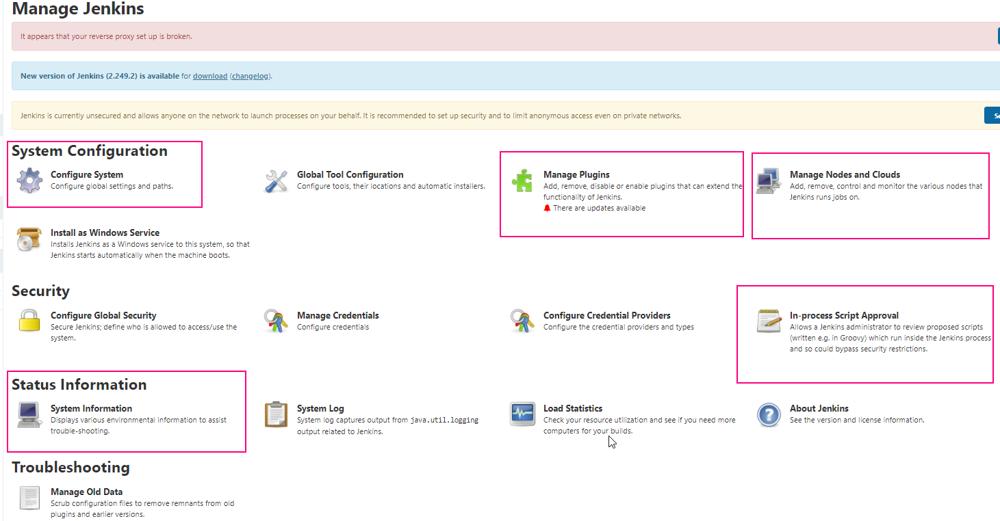 Manage Jenkins
It appears that your reverse proxy set up is broken.
New version of Jenkins (2.249.2) is available for download (changelog).
Jenkins is currently unsecured and allows anyone on the network to launch processes on your behalf. It is recommended to set up security and to limit anonymous access even on private networks.
System Configuration
Configure System
Configure global settings and paths.
Global Tool Configuration
Configure tools, their locations and automatic installers.
Manage Plugins
Add, remove, disable or enable plugins that can extend the
functionality of Jenkins.
There are updates available
Manage Nodes and Clouds
Add, remove, control and monitor the various nodes that
Jenkins runs jobs on.
Install as Windows Service
Installs Jenkins as a Windows service to this system, so that
Jenkins starts automatically when the machine boots.
Security
Configure Global Security
Secure Jenkins; define who is allowed to access/use the
system.
Manage Credentials
Configure credentials
Configure Credential Providers
Configure the credential providers and types
In-process Script Approval
Allows a Jenkins administrator to review proposed scripts
(written e.g. in Groovy) which run inside the Jenkins process
and so could bypass security restrictions.
Status Information
System Information
Displays various environmental information to assist
trouble-shooting.
System Log
System log captures output from java.util.logging
output related to Jenkins.
Load Statistics
Check your resource utilization and see if you need more
computers for your builds.
About Jenkins
See the version and license information.
Troubleshooting
Manage Old Data
Scrub configuration files to remove remnants from old
plugins and earlier versions.